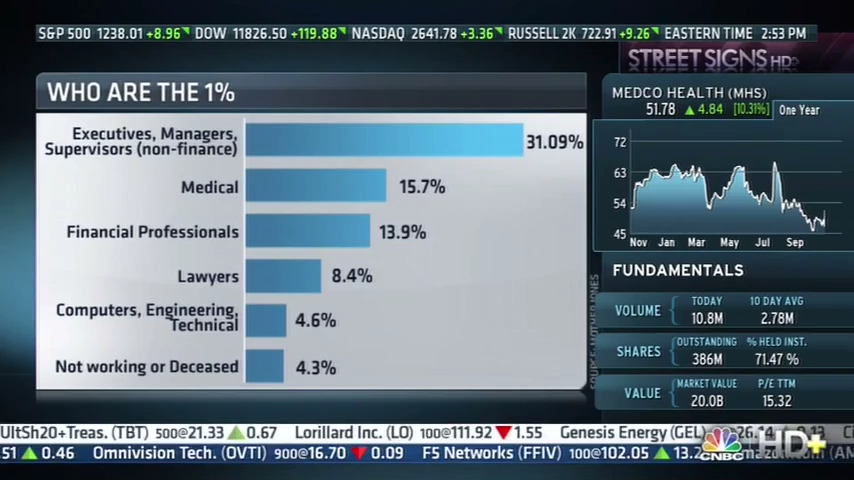 S&P 500 1238.01 +8.96 DOW 11826.50 +119.88 NASDAQ 2641.78 +3.36 RUSSELL 2K 722.91 +9.26 EASTERN TIME 2:53 PM
STREET SIGNS HD
WHO ARE THE 1%
Executives, Managers,
Supervisors (non-finance)
31.09%
Medical
15.7%
Financial Professionals
13.9%
Lawyers
8.4%
Computers, Engineering,
Technical
4.6%
Not working or Deceased
4.3%
SOURCE: MOTHER JONES
MEDCO HEALTH (MHS)
51.78 ▲ 4.84 [10.31%] One Year
72
63
54
45
Nov Jan Mar May Jul Sep
FUNDAMENTALS
TODAY 10 DAY AVG
VOLUME
10.8M 2.78M
OUTSTANDING % HELD INST.
SHARES
386M 71.47 %
MARKET VALUE P/E TTM
VALUE
20.0B 15.32
UltSh20+Treas. (TBT) 500@21.33 ▲ 0.67 Lorillard Inc. (LO) 100@111.92 ▼ 1.55 Genesis Energy (GEL)
.51 ▲ 0.46 Omnivision Tech. (OVTI) 900@16.70 ▼ 0.09 F5 Networks (FFIV) 100@102.05 ▲ 13.2
CNBC HD+